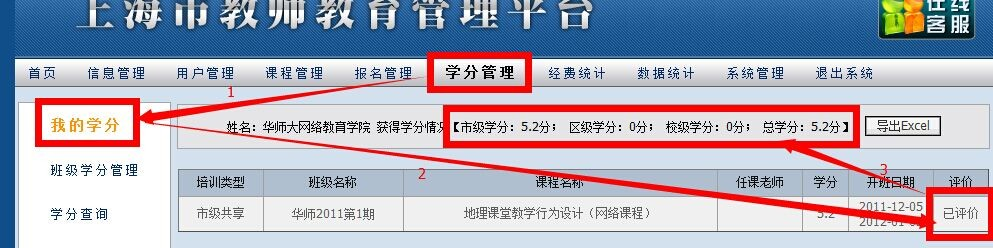 上海市教师教育管理平台
在线
客服
首页 信息管理 用户管理 课程管理 报名管理 学分管理 经费统计 数据统计 系统管理 退出系统
1
我的学分
姓名：华师大网络教育学院 获得学分情况【市级学分：5.2分； 区级学分：0分； 校级学分：0分； 总学分：5.2分】 导出Excel
班级学分管理
2
3
培训类型 班级名称 课程名称 任课老师 学分 开班日期 评价
学分查询
市级共享 华师2011第1期 地理课堂教学行为设计（网络课程） 5.2 2011-12-05 已评价